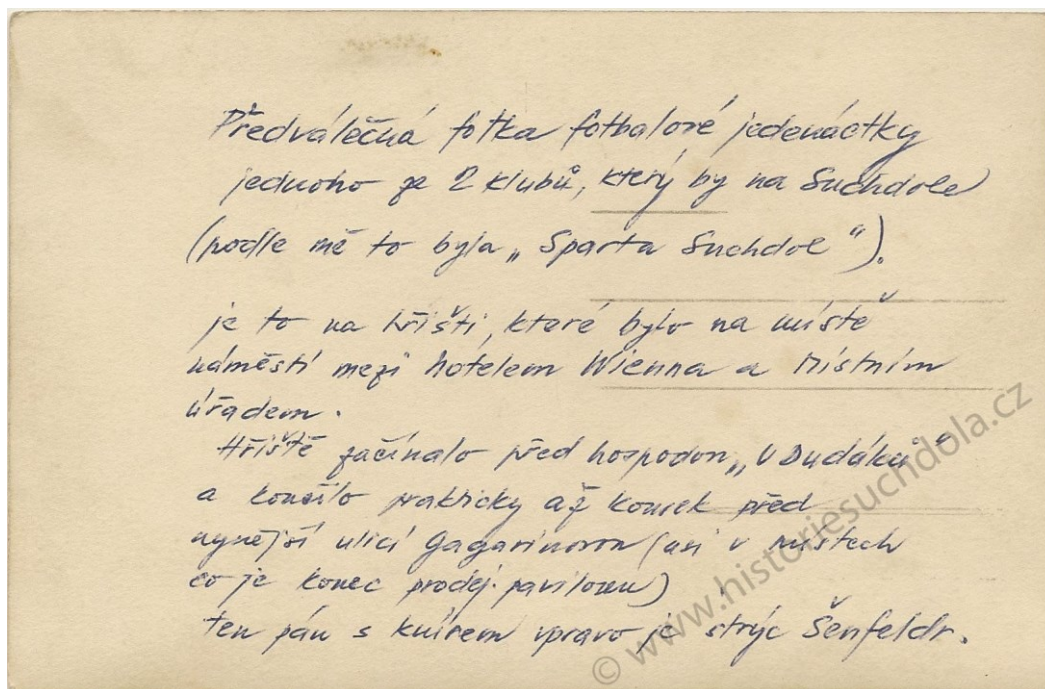 Předválečná fotka fotbalové jedenáctky
jednoho ze 2 klubů, který by na Suchdole
(podle mě to byla „Sparta Suchdol“).
je to na hřišti, které bylo na místě
náměstí mezi hotelem Wienna a Místním
úřadem.
Hřiště začínalo před hospodou „U Dudáků“
a končilo prakticky až kousek před
nynější ulicí Gagarinovou (asi v místech
co je konec prodej. pavilonu)
ten pán s knírem vpravo je strýc Šenfeldr.
© www.historiesuchdola.cz